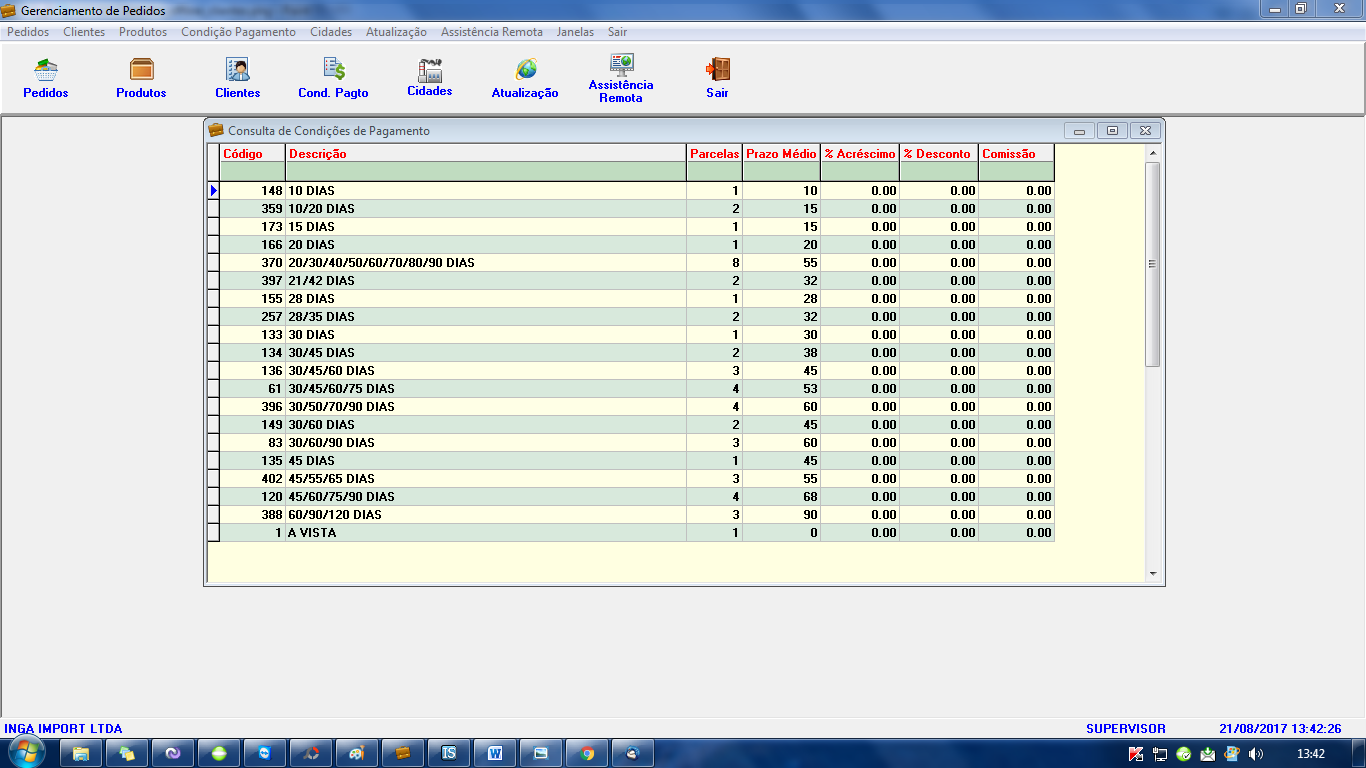 Gerenciamento de Pedidos
Pedidos Clientes Produtos Condição Pagamento Cidades Atualização Assistência Remota Janelas Sair
Pedidos Produtos Clientes Cond. Pagto Cidades Atualização Assistência Remota Sair
Consulta de Condições de Pagamento
Código Descrição Parcelas Prazo Médio % Acréscimo % Desconto Comissão
148 10 DIAS 1 10 0.00 0.00 0.00
359 10/20 DIAS 2 15 0.00 0.00 0.00
173 15 DIAS 1 15 0.00 0.00 0.00
166 20 DIAS 1 20 0.00 0.00 0.00
370 20/30/40/50/60/70/80/90 DIAS 8 55 0.00 0.00 0.00
397 21/42 DIAS 2 32 0.00 0.00 0.00
155 28 DIAS 1 28 0.00 0.00 0.00
257 28/35 DIAS 2 32 0.00 0.00 0.00
133 30 DIAS 1 30 0.00 0.00 0.00
134 30/45 DIAS 2 38 0.00 0.00 0.00
136 30/45/60 DIAS 3 45 0.00 0.00 0.00
61 30/45/60/75 DIAS 4 53 0.00 0.00 0.00
396 30/50/70/90 DIAS 4 60 0.00 0.00 0.00
149 30/60 DIAS 2 45 0.00 0.00 0.00
83 30/60/90 DIAS 3 60 0.00 0.00 0.00
135 45 DIAS 1 45 0.00 0.00 0.00
402 45/55/65 DIAS 3 55 0.00 0.00 0.00
120 45/60/75/90 DIAS 4 68 0.00 0.00 0.00
388 60/90/120 DIAS 3 90 0.00 0.00 0.00
1 A VISTA 1 0 0.00 0.00 0.00
INGA IMPORT LTDA SUPERVISOR 21/08/2017 13:42:26
13:42